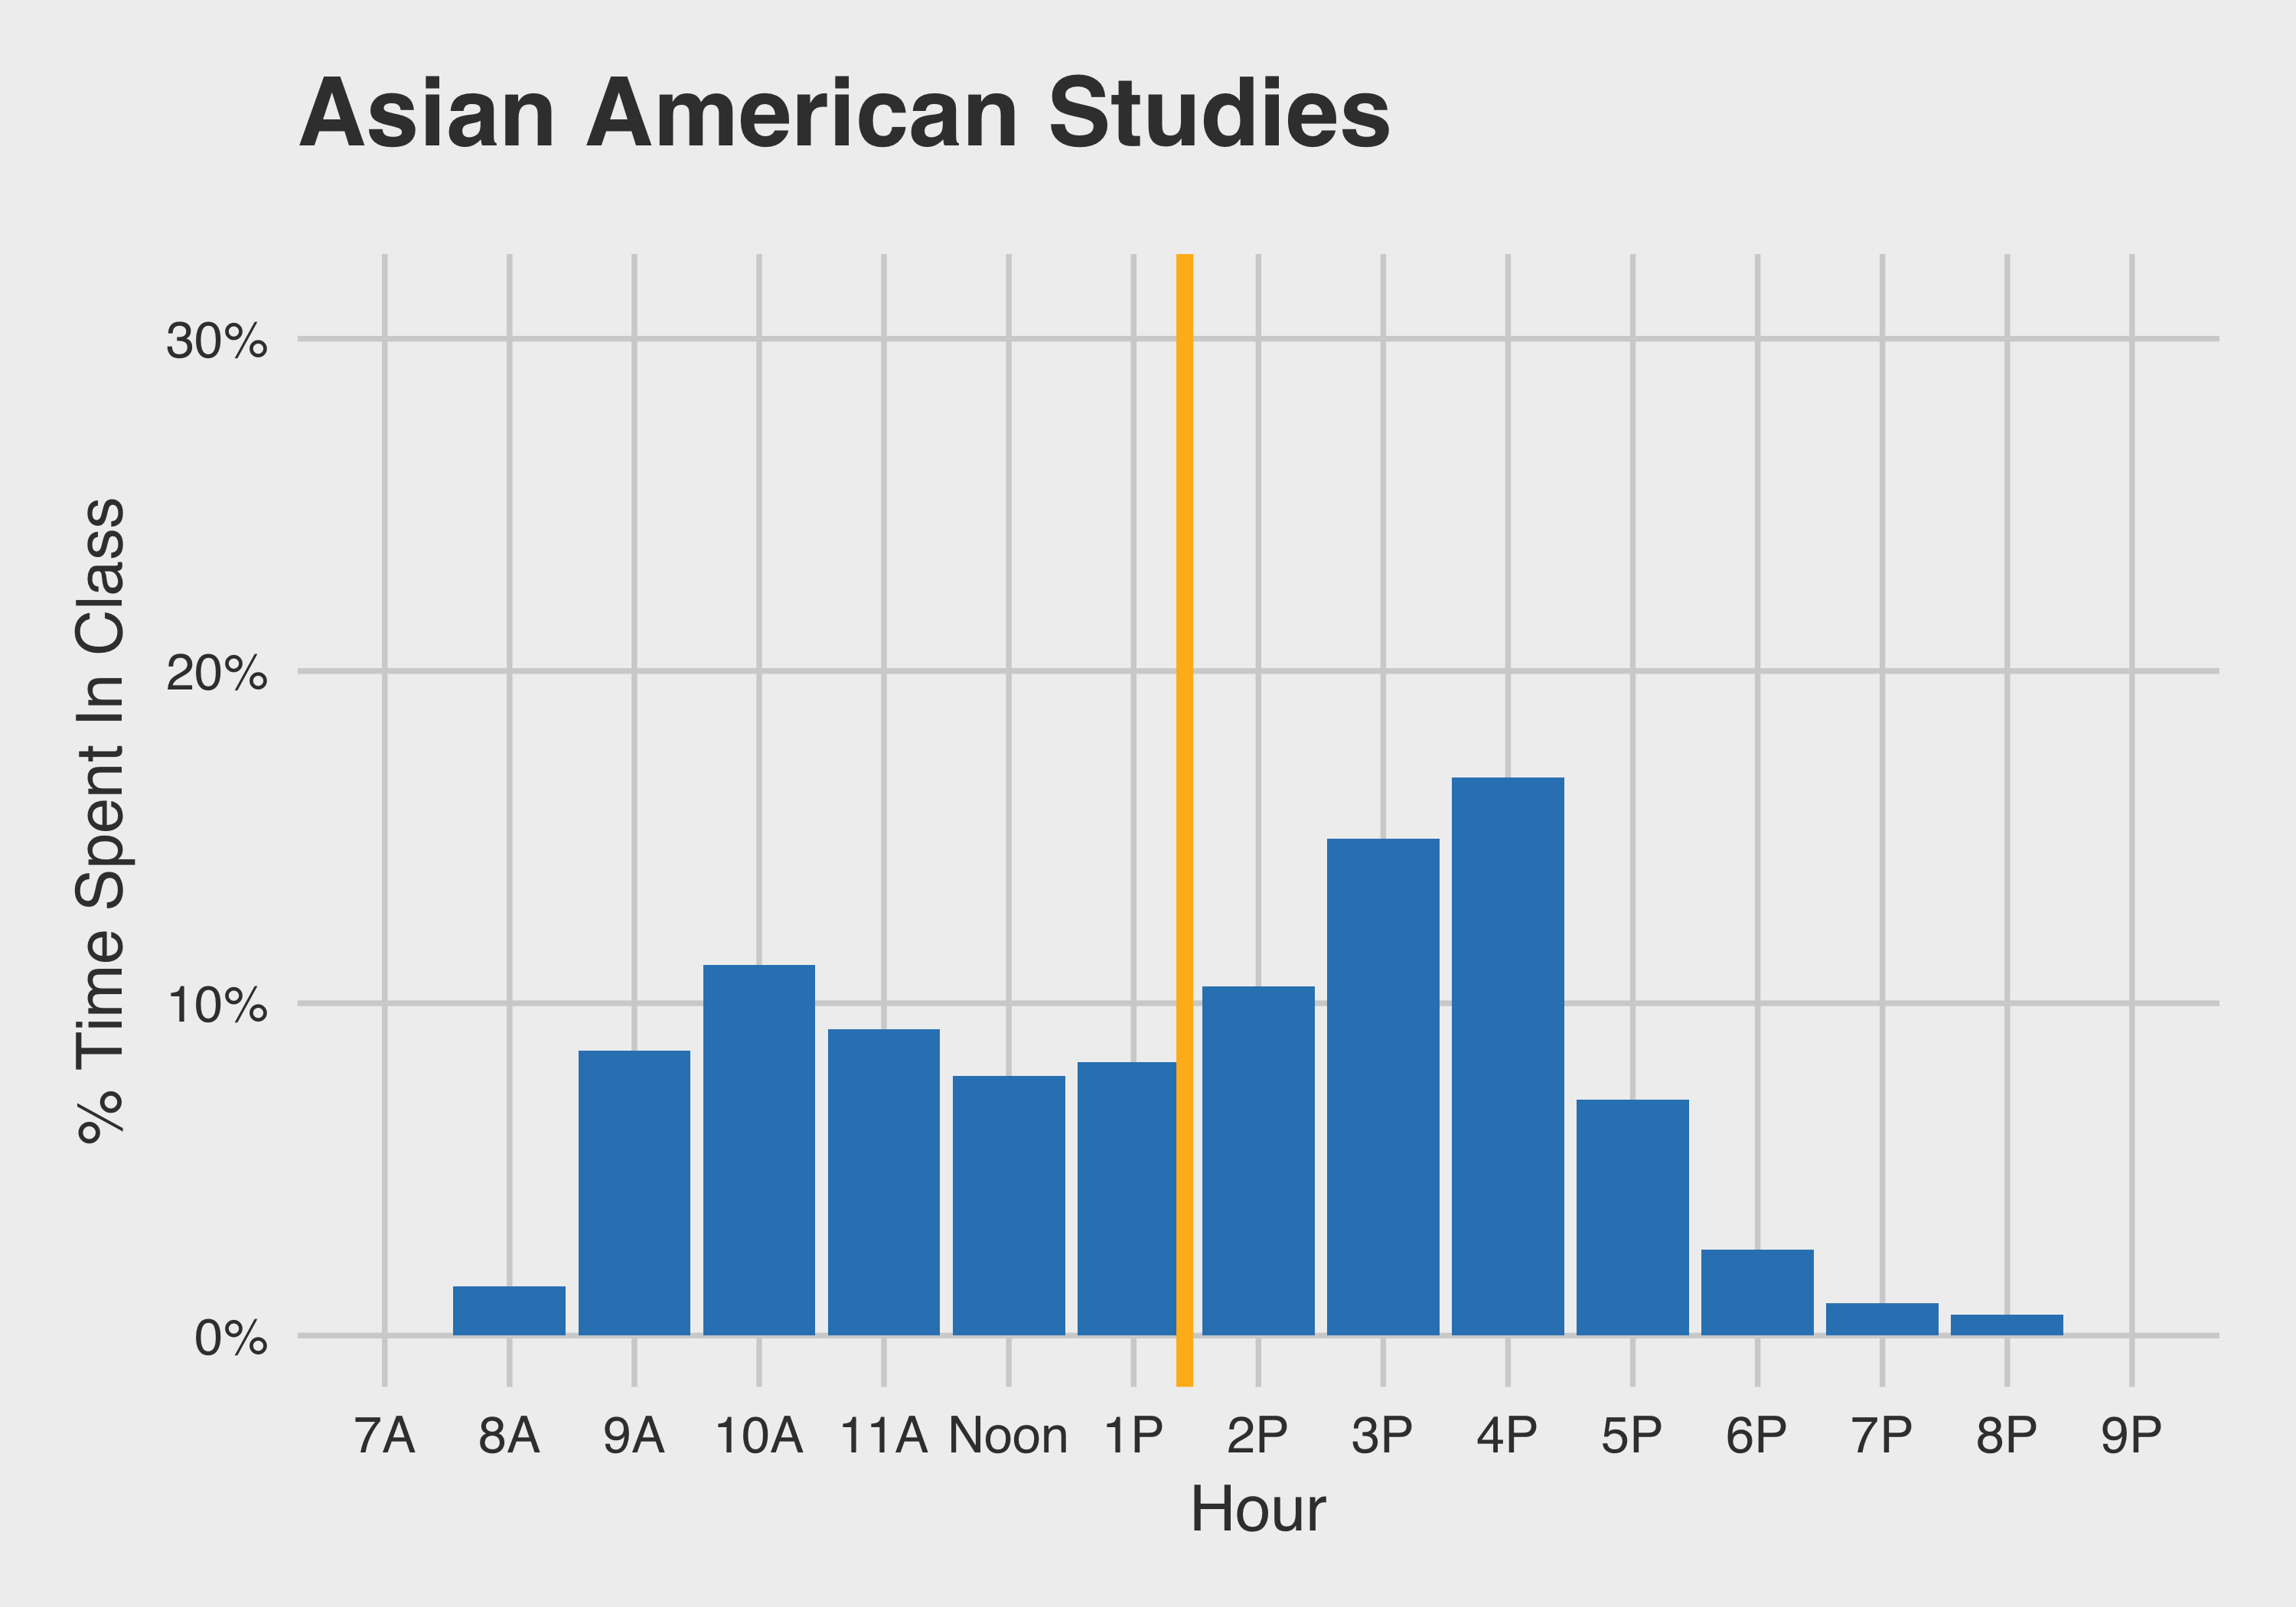 Asian American Studies
% Time Spent In Class
30%
20%
10%
0%
7A 8A 9A 10A 11A Noon 1P 2P 3P 4P 5P 6P 7P 8P 9P
Hour